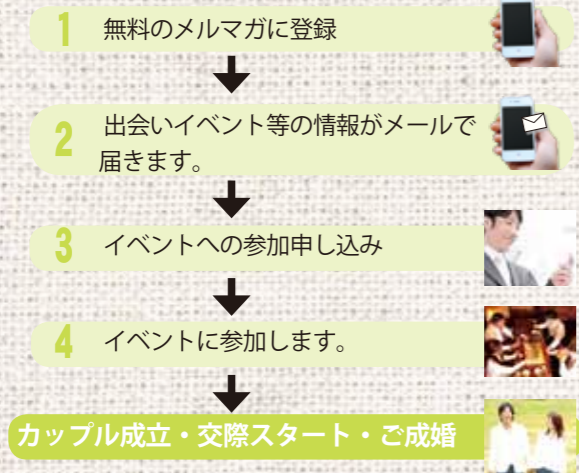 1 無料のメルマガに登録
2 出会いイベント等の情報がメールで
届きます。
3 イベントへの参加申し込み
4 イベントに参加します。
カップル成立・交際スタート・ご成婚